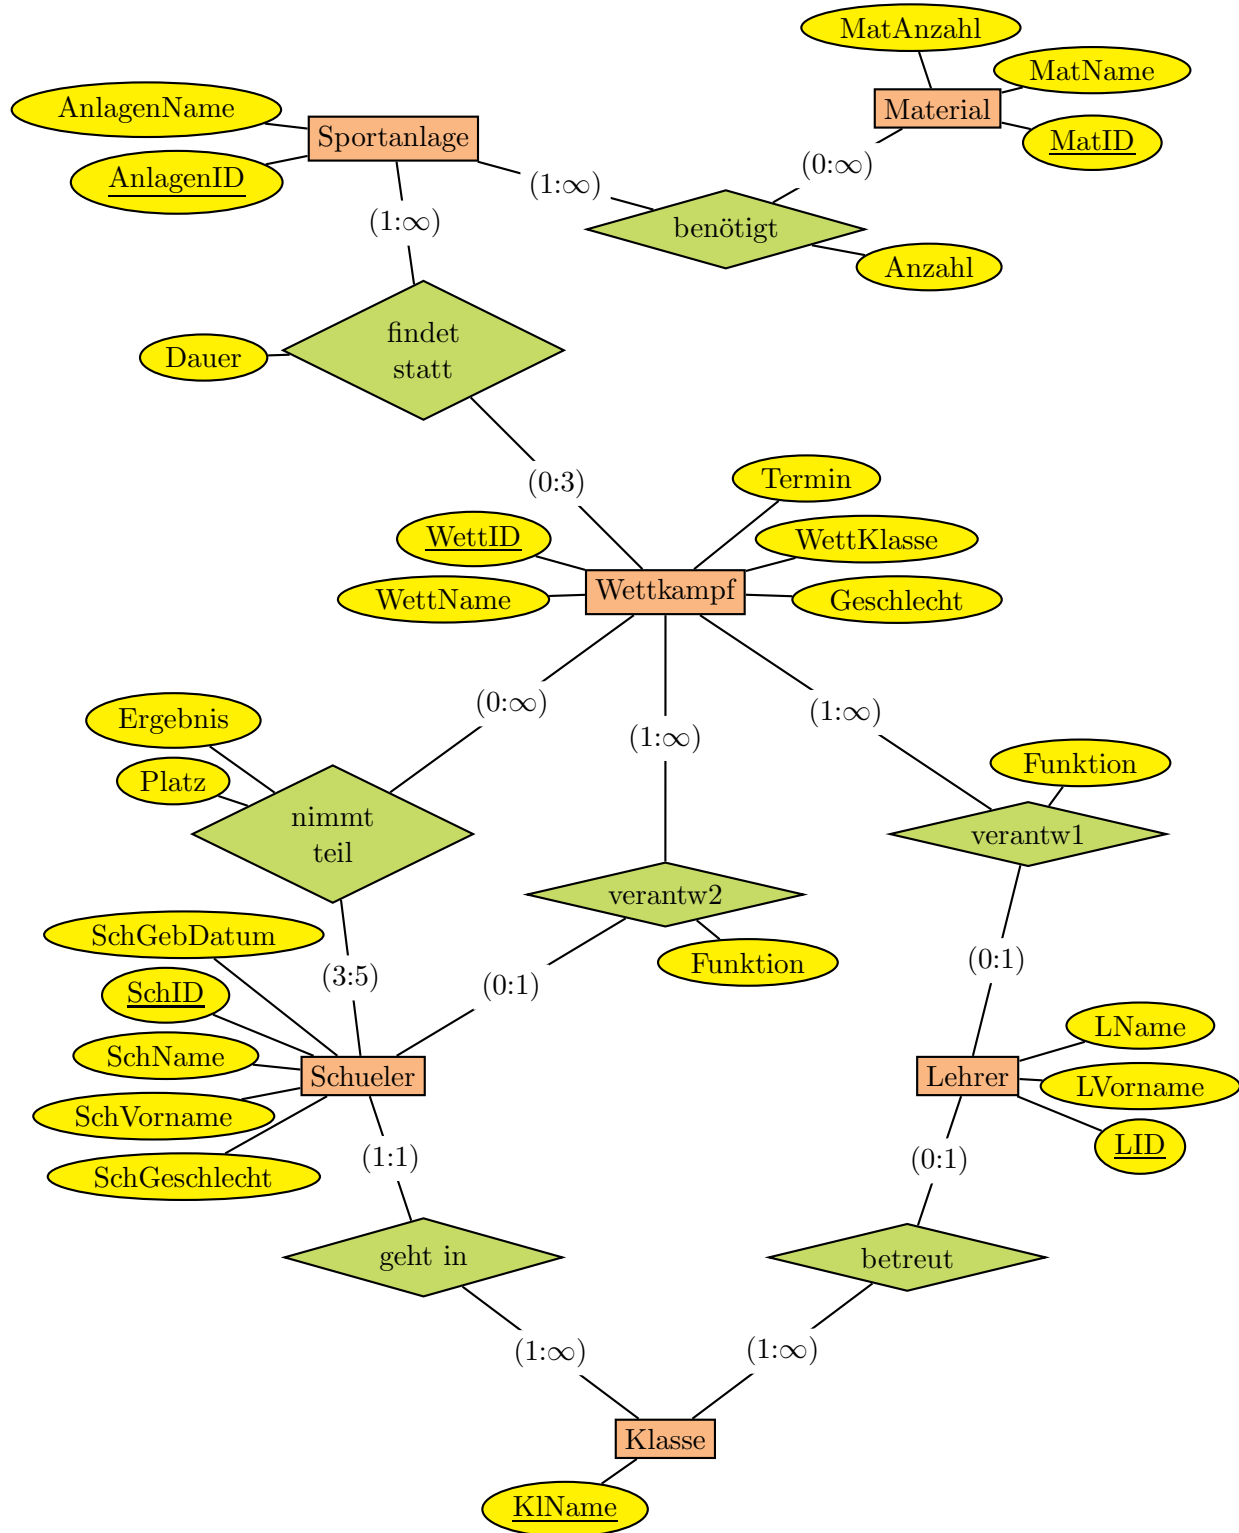 MatAnzahl
MatName
AnlagenName
Material
Sportanlage
MatID
(0:∞)
AnlagenID
(1:∞)
(1:∞)
benötigt
Anzahl
findet
statt
Dauer
(0:3)
Termin
WettID
WettKlasse
Wettkampf
WettName
Geschlecht
(0:∞)
(1:∞)
(1:∞)
Ergebnis
Funktion
Platz
nimmt
teil
verantw1
verantw2
SchGebDatum
Funktion
(0:1)
(3:5)
(0:1)
SchID
LName
SchName
Schueler
Lehrer
LVorname
SchVorname
LID
(1:1)
(0:1)
SchGeschlecht
geht in
betreut
(1:∞)
(1:∞)
Klasse
KlName